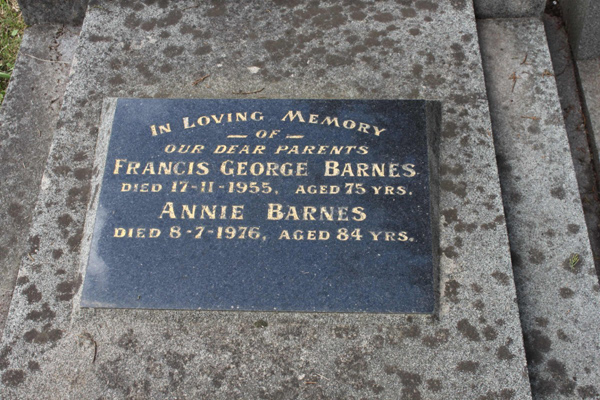 IN LOVING MEMORY
— OF —
OUR DEAR PARENTS
FRANCIS GEORGE BARNES.
DIED 17-11-1955, AGED 75 YRS.
ANNIE BARNES
DIED 8-7-1976, AGED 84 YRS.